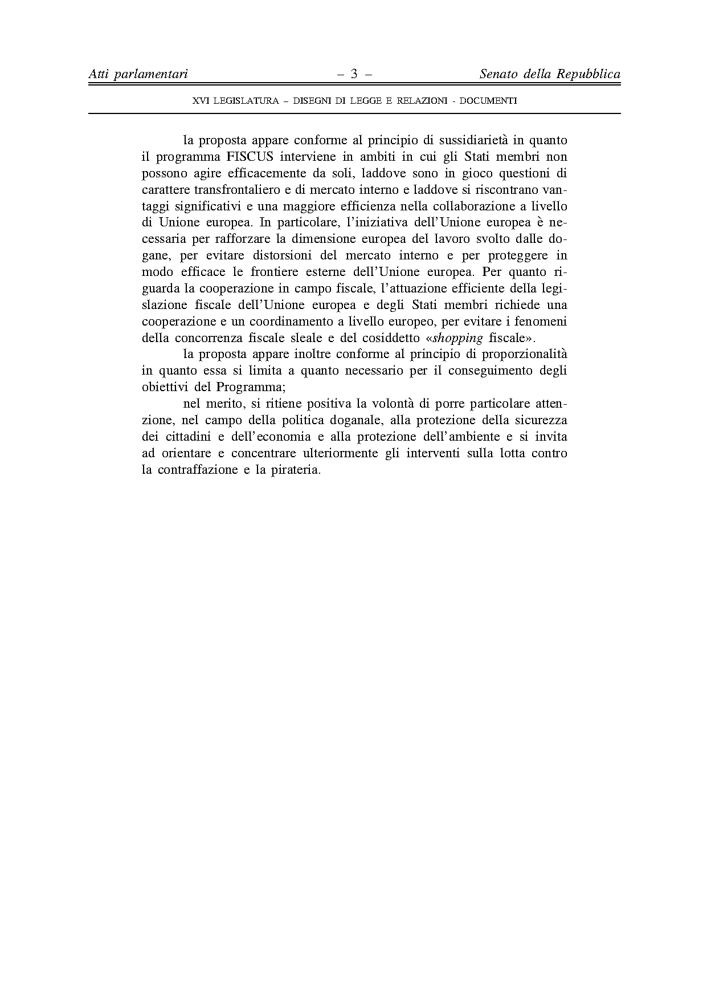 Atti parlamentari – 3 – Senato della Repubblica
XVI LEGISLATURA – DISEGNI DI LEGGE E RELAZIONI - DOCUMENTI
la proposta appare conforme al principio di sussidiarietà in quanto
il programma FISCUS interviene in ambiti in cui gli Stati membri non
possono agire efficacemente da soli, laddove sono in gioco questioni di
carattere transfrontaliero e di mercato interno e laddove si riscontrano van-
taggi significativi e una maggiore efficienza nella collaborazione a livello
di Unione europea. In particolare, l’iniziativa dell’Unione europea è ne-
cessaria per rafforzare la dimensione europea del lavoro svolto dalle do-
gane, per evitare distorsioni del mercato interno e per proteggere in
modo efficace le frontiere esterne dell’Unione europea. Per quanto ri-
guarda la cooperazione in campo fiscale, l’attuazione efficiente della legi-
slazione fiscale dell’Unione europea e degli Stati membri richiede una
cooperazione e un coordinamento a livello europeo, per evitare i fenomeni
della concorrenza fiscale sleale e del cosiddetto «shopping fiscale».
la proposta appare inoltre conforme al principio di proporzionalità
in quanto essa si limita a quanto necessario per il conseguimento degli
obiettivi del Programma;
nel merito, si ritiene positiva la volontà di porre particolare atten-
zione, nel campo della politica doganale, alla protezione della sicurezza
dei cittadini e dell’economia e alla protezione dell’ambiente e si invita
ad orientare e concentrare ulteriormente gli interventi sulla lotta contro
la contraffazione e la pirateria.